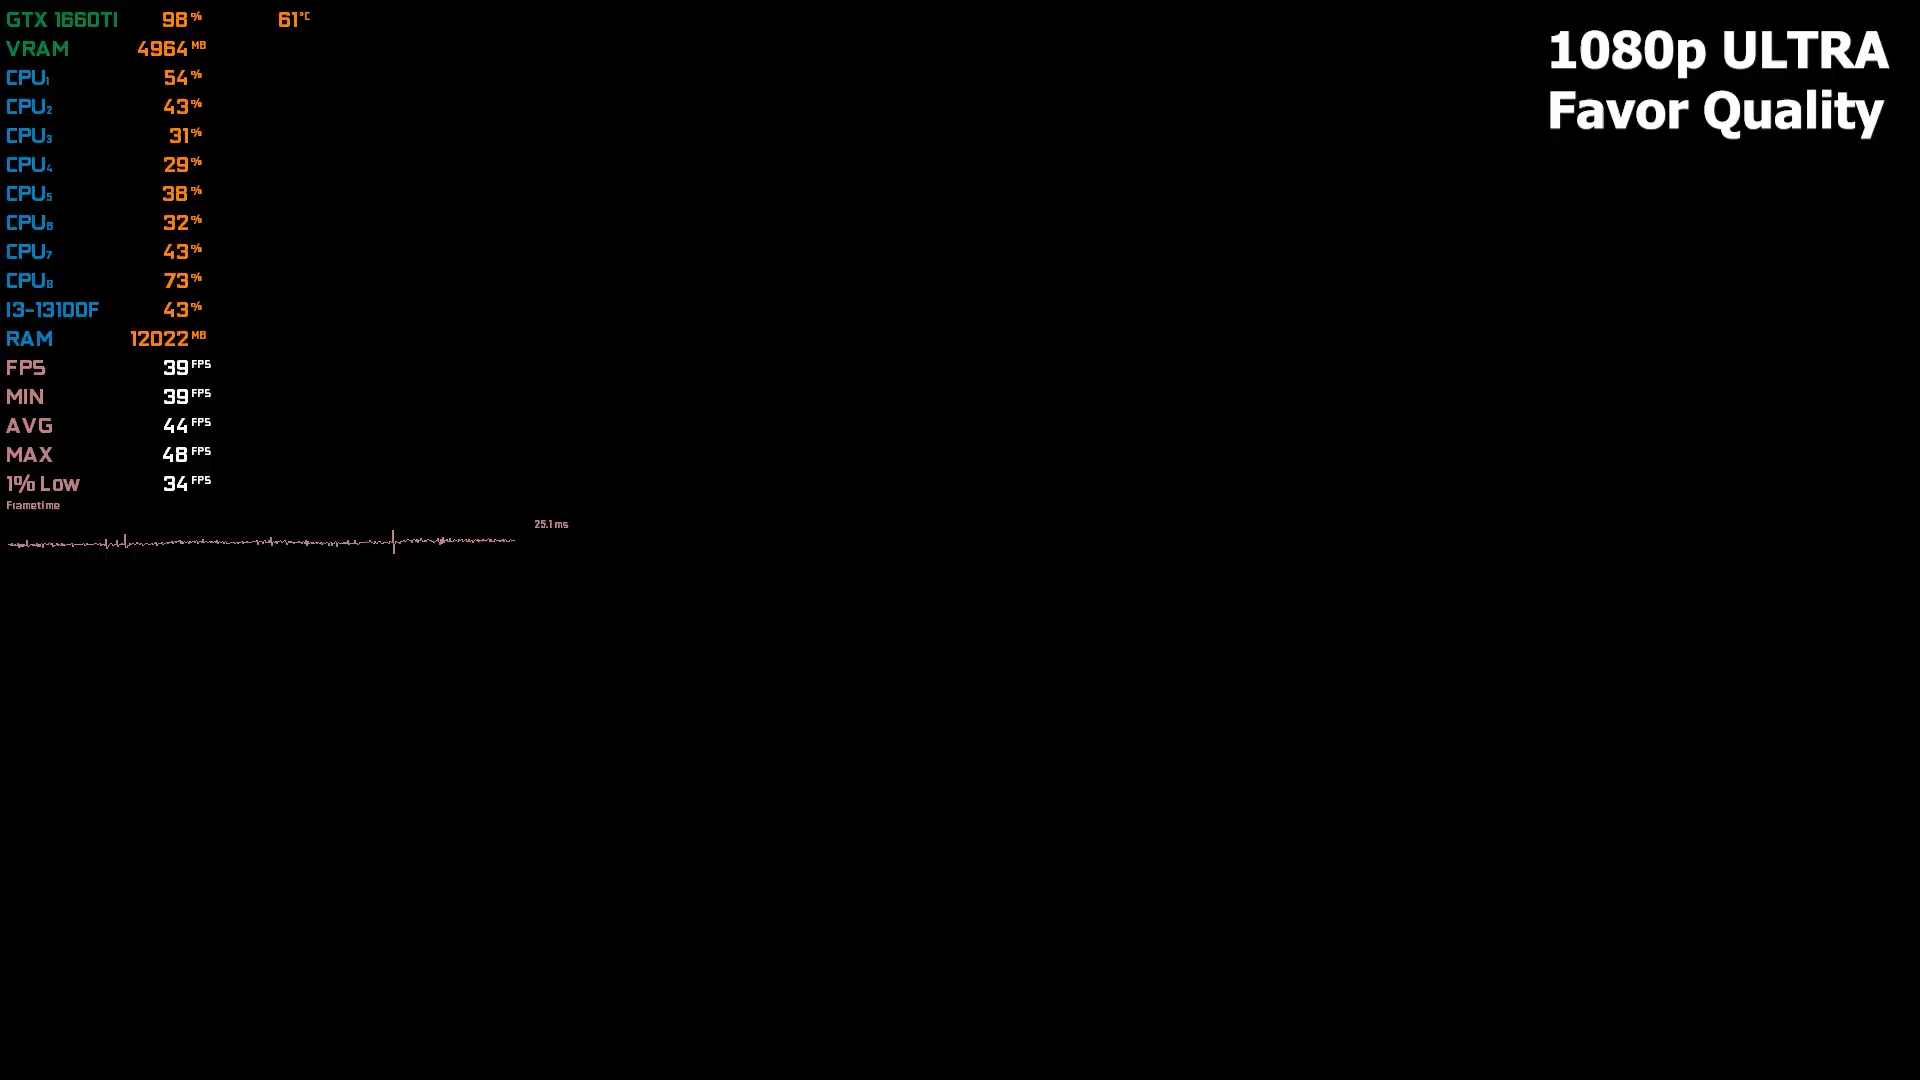 GTX 1660TI 98% 61°C
VRAM 4964 MB
CPU1 54%
CPU2 43%
CPU3 31%
CPU4 29%
CPU5 38%
CPU6 32%
CPU7 43%
CPU8 73%
I3-13100F 43%
RAM 12022 MB
FPS 39 FPS
MIN 39 FPS
AVG 44 FPS
MAX 48 FPS
1% Low 34 FPS
Frametime
25.1 ms
1080p ULTRA
Favor Quality